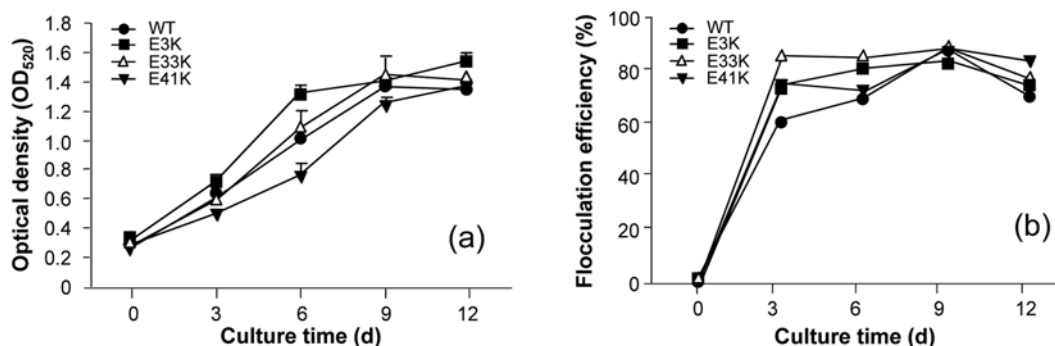 Optical density (OD520)
1.8
1.6
1.4
1.2
1.0
0.8
0.6
0.4
0.2
0
WT
E3K
E33K
E41K
(a)
0 3 6 9 12
Culture time (d)
Flocculation efficiency (%)
100
80
60
40
20
0
WT
E3K
E33K
E41K
(b)
0 3 6 9 12
Culture time (d)